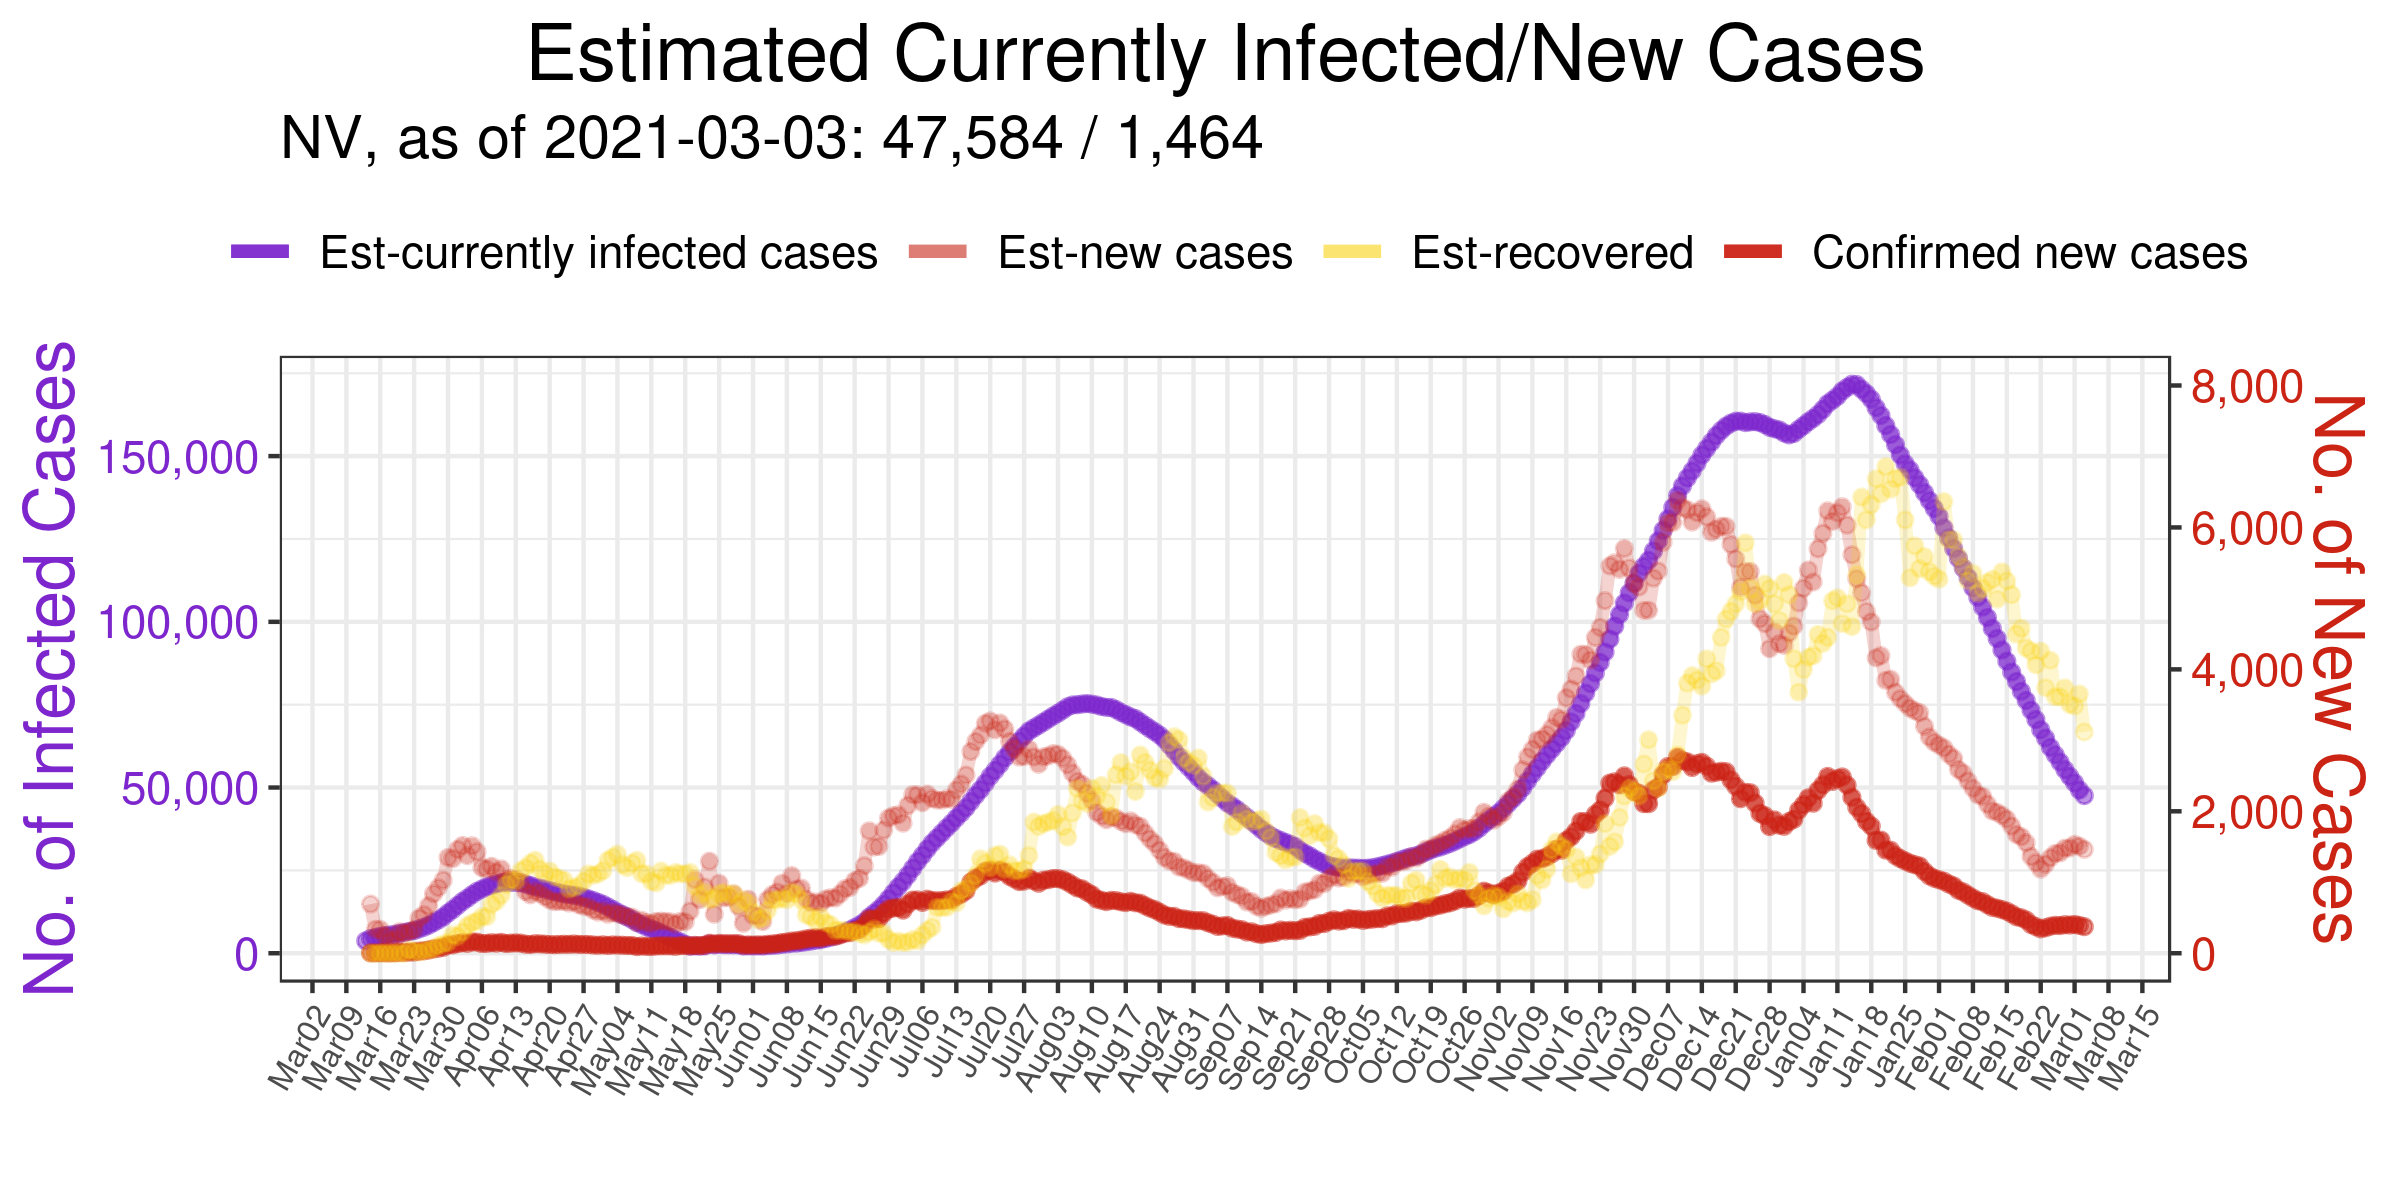 Estimated Currently Infected/New Cases
NV, as of 2021-03-03: 47,584 / 1,464
Est-currently infected cases Est-new cases Est-recovered Confirmed new cases
No. of Infected Cases
150,000
100,000
50,000
0
8,000
6,000
4,000
2,000
0
No. of New Cases
Mar02 Mar09 Mar16 Mar23 Mar30 Apr06 Apr13 Apr20 Apr27 May04 May11 May18 May25 Jun01 Jun08 Jun15 Jun22 Jun29 Jul06 Jul13 Jul20 Jul27 Aug03 Aug10 Aug17 Aug24 Aug31 Sep07 Sep14 Sep21 Sep28 Oct05 Oct12 Oct19 Oct26 Nov02 Nov09 Nov16 Nov23 Nov30 Dec07 Dec14 Dec21 Dec28 Jan04 Jan11 Jan18 Jan25 Feb01 Feb08 Feb15 Feb22 Mar01 Mar08 Mar15